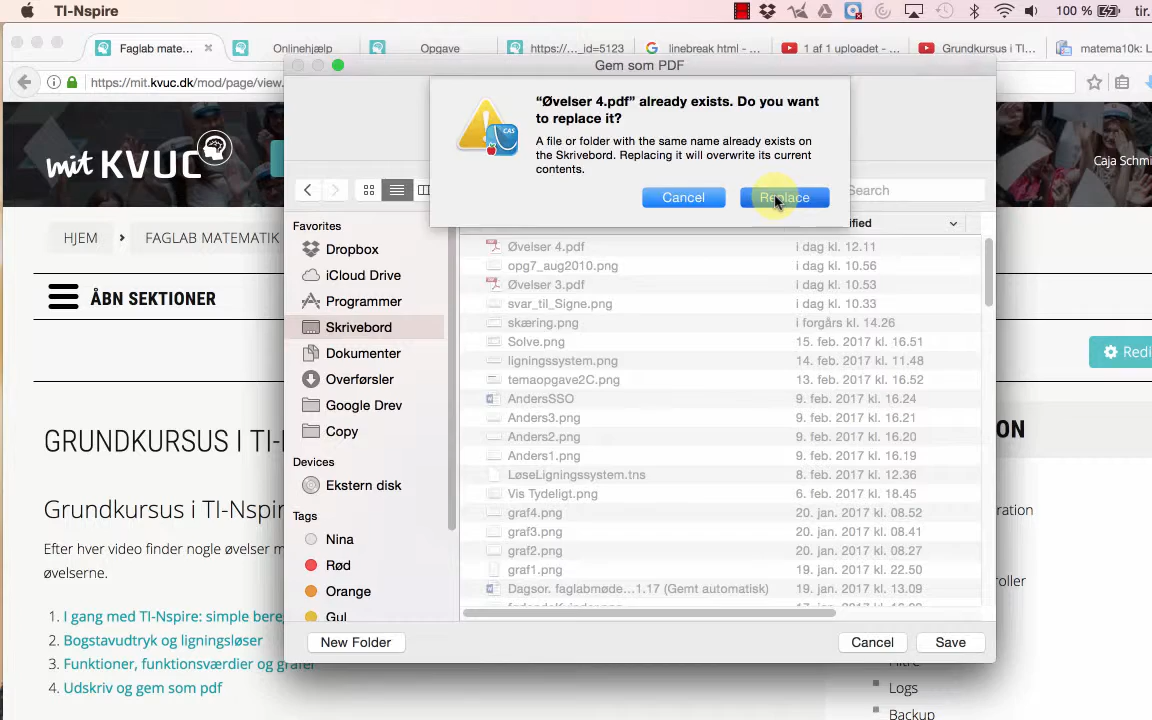 TI-Nspire
100 %
tir.
Faglab mate...
Onlinehjælp
Opgave
https://..._id=5123
linebreak html - ...
1 af 1 uploadet - ...
Grundkursus i TI...
matema10k: L
https://mit.kvuc.dk/mod/page/view.
Gem som PDF
“Øvelser 4.pdf” already exists. Do you want
to replace it?
A file or folder with the same name already exists on
the Skrivebord. Replacing it will overwrite its current
contents.
Cancel
Replace
CAS
mit KVUC
Caja Schmi
Search
HJEM
FAGLAB MATEMATIK
ÅBN SEKTIONER
Redi
Favorites
Dropbox
iCloud Drive
Programmer
Skrivebord
Dokumenter
Overførsler
Google Drev
Copy
Devices
Ekstern disk
Tags
Nina
Rød
Orange
Gul
ified
Øvelser 4.pdf i dag kl. 12.11
opg7_aug2010.png i dag kl. 10.56
Øvelser 3.pdf i dag kl. 10.53
svar_til_Signe.png i dag kl. 10.33
skæring.png i forgårs kl. 14.26
Solve.png 15. feb. 2017 kl. 16.51
ligningssystem.png 14. feb. 2017 kl. 11.48
temaopgave2C.png 13. feb. 2017 kl. 16.52
AndersSSO 9. feb. 2017 kl. 16.24
Anders3.png 9. feb. 2017 kl. 16.21
Anders2.png 9. feb. 2017 kl. 16.20
Anders1.png 9. feb. 2017 kl. 16.19
LøseLigningssystem.tns 8. feb. 2017 kl. 12.36
Vis Tydeligt.png 6. feb. 2017 kl. 18.45
graf4.png 20. jan. 2017 kl. 08.52
graf3.png 20. jan. 2017 kl. 08.41
graf2.png 20. jan. 2017 kl. 08.27
graf1.png 19. jan. 2017 kl. 22.50
Dagsor. faglabmøde...1.17 (Gemt automatisk) 19. jan. 2017 kl. 13.09
New Folder
Cancel
Save
GRUNDKURSUS I TI-
Grundkursus i TI-Nspir
Efter hver video finder nogle øvelser m
øvelserne.
1. I gang med TI-Nspire: simple bere
2. Bogstavudtryk og ligningsløser
3. Funktioner, funktionsværdier og grafer
4. Udskriv og gem som pdf
ON
ration
oller
Filtre
Logs
Backup